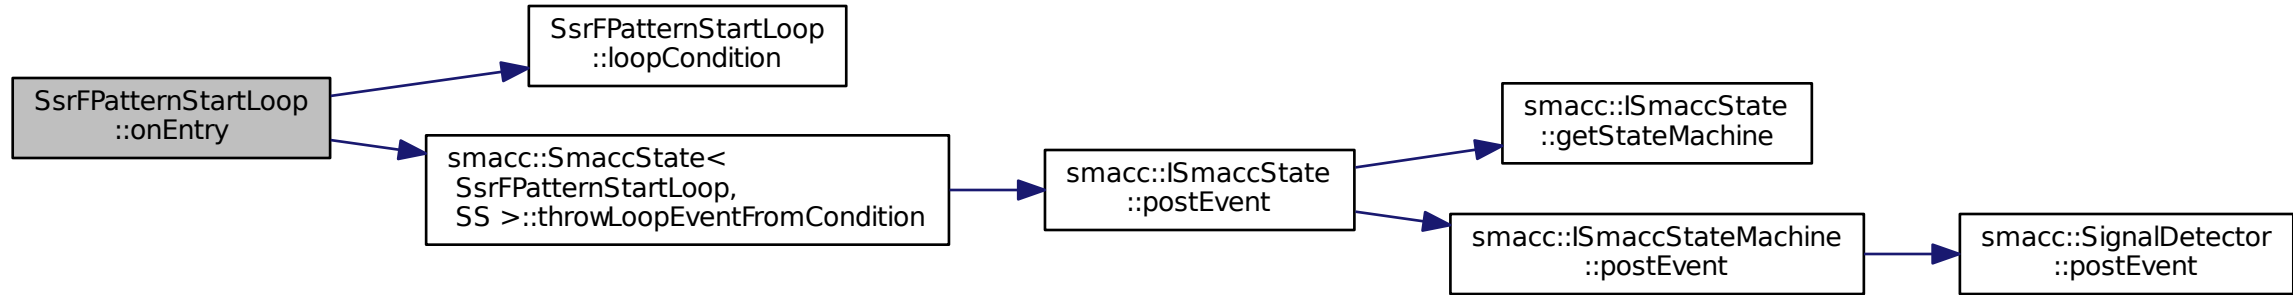 SsrFPatternStartLoop
::onEntry
SsrFPatternStartLoop
::loopCondition
smacc::SmaccState<
SsrFPatternStartLoop,
SS >::throwLoopEventFromCondition
smacc::ISmaccState
::postEvent
smacc::ISmaccState
::getStateMachine
smacc::ISmaccStateMachine
::postEvent
smacc::SignalDetector
::postEvent